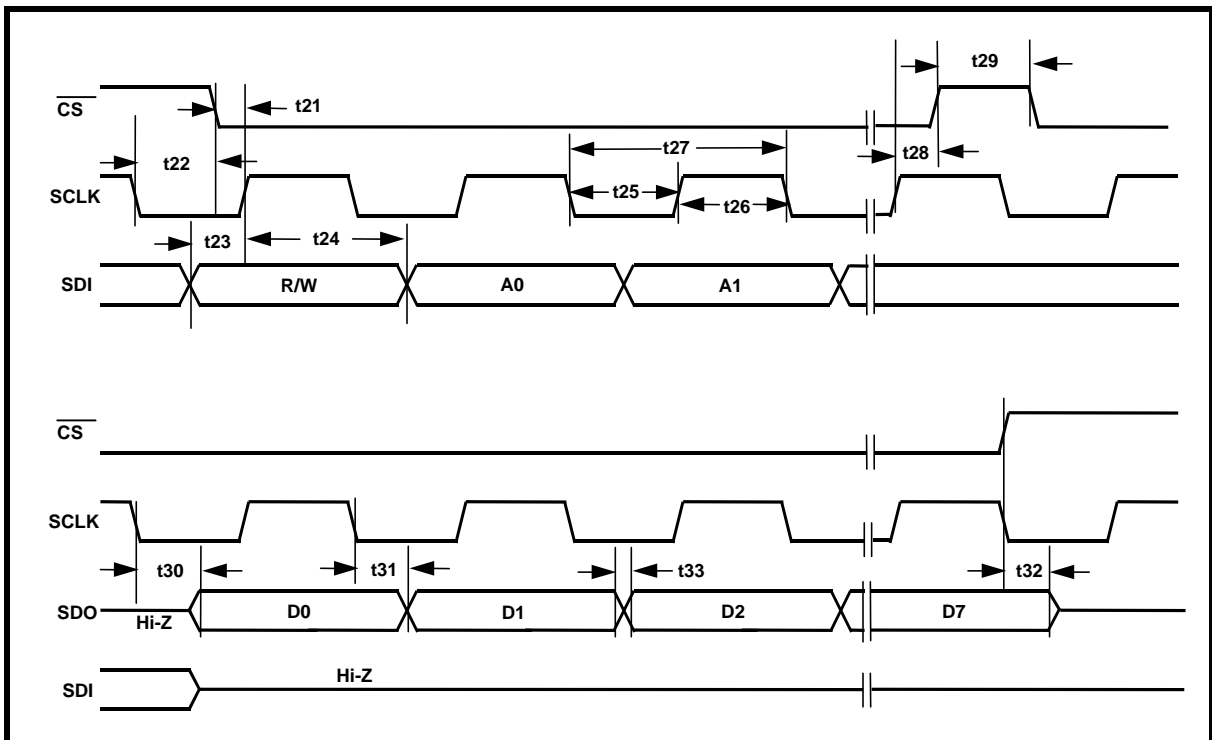 t29
CS
t21
t22
t27
t28
SCLK
t25
t26
t23
t24
SDI
R/W
A0
A1
CS
SCLK
t30
t31
t33
t32
SDO
Hi-Z
D0
D1
D2
D7
SDI
Hi-Z